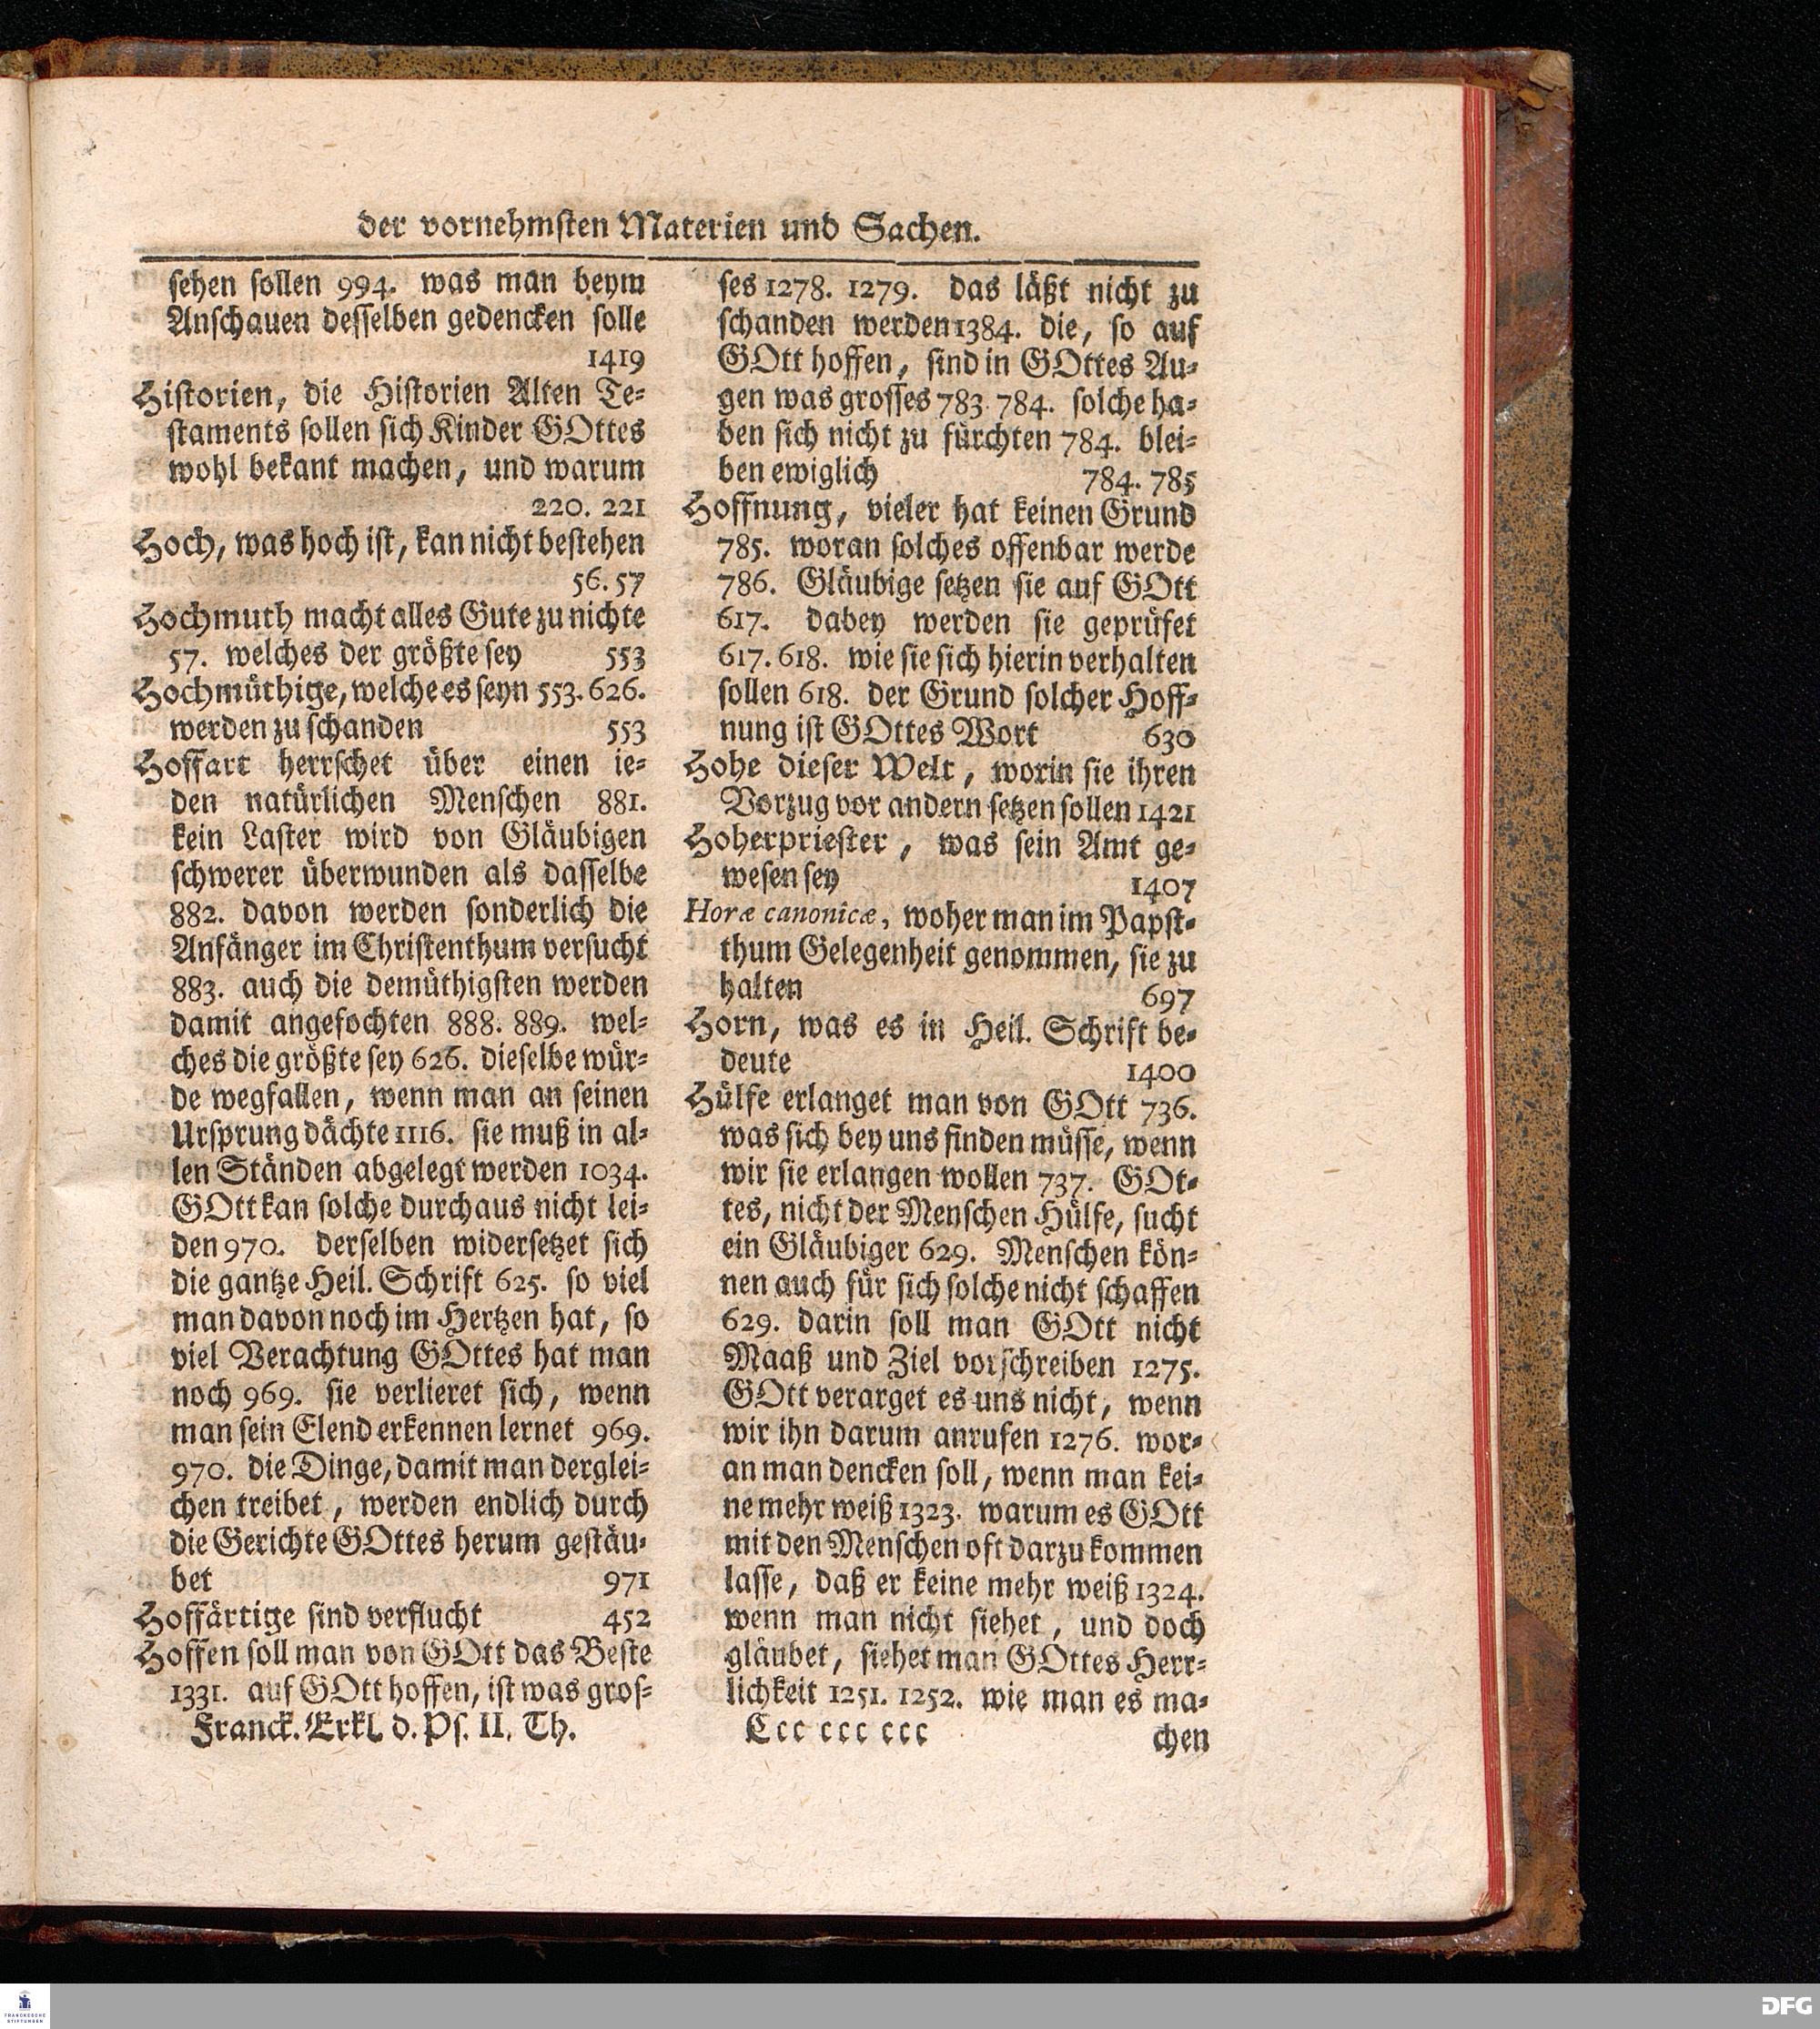 der vornehmsten Materien und Sachen.
sehen sollen 994. was man beym
Anschauen desselben gedencken solle
1419
Historien, die Historien Alten Te-
staments sollen sich Kinder GOttes
wohl bekant machen, und warum
220. 221
Hoch, was hoch ist, kan nicht bestehen
56. 57
Hochmuth macht alles Gute zu nichte
57. welches der größte sey 553
Hochmüthige, welche es seyn 553. 626.
werden zu schanden 553
Hoffart herrschet über einen ie-
den natürlichen Menschen 881.
kein Laster wird von Gläubigen
schwerer überwunden als dasselbe
882. davon werden sonderlich die
Anfänger im Christenthum versucht
883. auch die demüthigsten werden
damit angefochten 888. 889. wel-
ches die größte sey 626. dieselbe wür-
de wegfallen, wenn man an seinen
Ursprung dächte 1116. sie muß in al-
len Ständen abgelegt werden 1034.
GOtt kan solche durchaus nicht lei-
den 970. derselben widersetzet sich
die gantze Heil. Schrift 625. so viel
man davon noch im Hertzen hat, so
viel Verachtung GOttes hat man
noch 969. sie verlieret sich, wenn
man sein Elend erkennen lernet 969.
970. die Dinge, damit man derglei-
chen treibet, werden endlich durch
die Gerichte GOttes herum gestäu-
bet 971
Hoffärtige sind verflucht 452
Hoffen soll man von GOtt das Beste
1331. auf GOtt hoffen, ist was gros-
Franck. Erkl. d. Ps. II. Th.
ses 1278. 1279. das läßt nicht zu
schanden werden 1384. die, so auf
GOtt hoffen, sind in GOttes Au-
gen was grosses 783. 784. solche ha-
ben sich nicht zu fürchten 784. blei-
ben ewiglich 784. 785
Hoffnung, vieler hat keinen Grund
785. woran solches offenbar werde
786. Gläubige setzen sie auf GOtt
617. dabey werden sie geprüfet
617. 618. wie sie sich hierin verhalten
sollen 618. der Grund solcher Hoff-
nung ist GOttes Wort 630
Hohe dieser Welt, worin sie ihren
Vorzug vor andern setzen sollen 1421
Hoherpriester, was sein Amt ge-
wesen sey 1407
Horæ canonicæ, woher man im Papst-
thum Gelegenheit genommen, sie zu
halten 697
Horn, was es in Heil. Schrift be-
deute 1400
Hülfe erlanget man von GOtt 736.
was sich bey uns finden müsse, wenn
wir sie erlangen wollen 737. GOt-
tes, nicht der Menschen Hülfe, sucht
ein Gläubiger 629. Menschen kön-
nen auch für sich solche nicht schaffen
629. darin soll man GOtt nicht
Maaß und Ziel vorschreiben 1275.
GOtt verarget es uns nicht, wenn
wir ihn darum anrufen 1276. wor-
an man dencken soll, wenn man kei-
ne mehr weiß 1323. warum es GOtt
mit den Menschen oft darzu kommen
lasse, daß er keine mehr weiß 1324.
wenn man nicht siehet, und doch
gläubet, siehet man GOttes Herr-
lichkeit 1251. 1252. wie man es ma-
Ccc ccc ccc chen
FRANCKESCHE
STIFTUNGEN
DFG